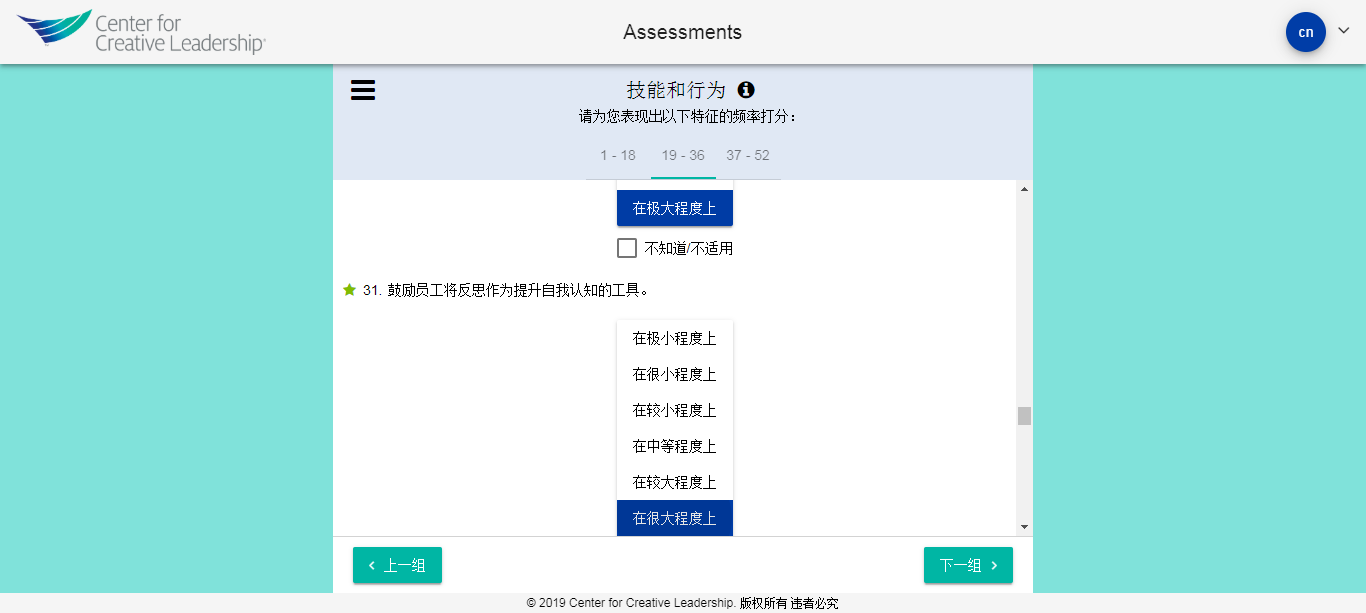 Center for
Creative Leadership®
Assessments
cn
技能和行为
请为您表现出以下特征的频率打分：
1 - 18 19 - 36 37 - 52
在极大程度上
不知道/不适用
31. 鼓励员工将反思作为提升自我认知的工具。
在极小程度上
在很小程度上
在较小程度上
在中等程度上
在较大程度上
在很大程度上
上一组 下一组
© 2019 Center for Creative Leadership. 版权所有 违者必究